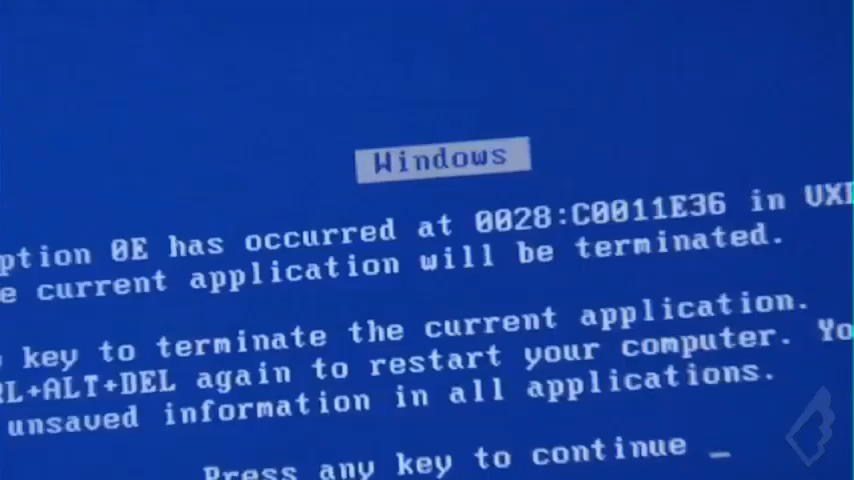 Windows
ption 0E has occurred at 0028:C0011E36 in UX
e current application will be terminated.
key to terminate the current application.
RL+ALT+DEL again to restart your computer. Yo
unsaved information in all applications.
Press any key to continue _